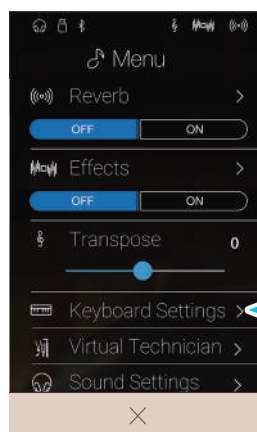 Menu
Reverb
OFF ON
Effects
OFF ON
Transpose 0
Keyboard Settings
Virtual Technician
Sound Settings